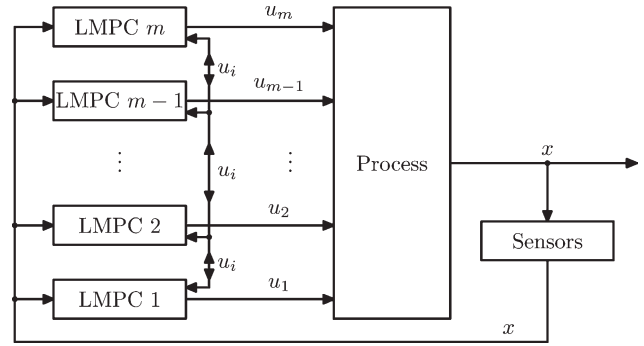 LMPC m
u_m
u_i
LMPC m − 1
u_{m−1}
⋮
u_i
⋮
Process
x
LMPC 2
u_2
Sensors
u_i
LMPC 1
u_1
x